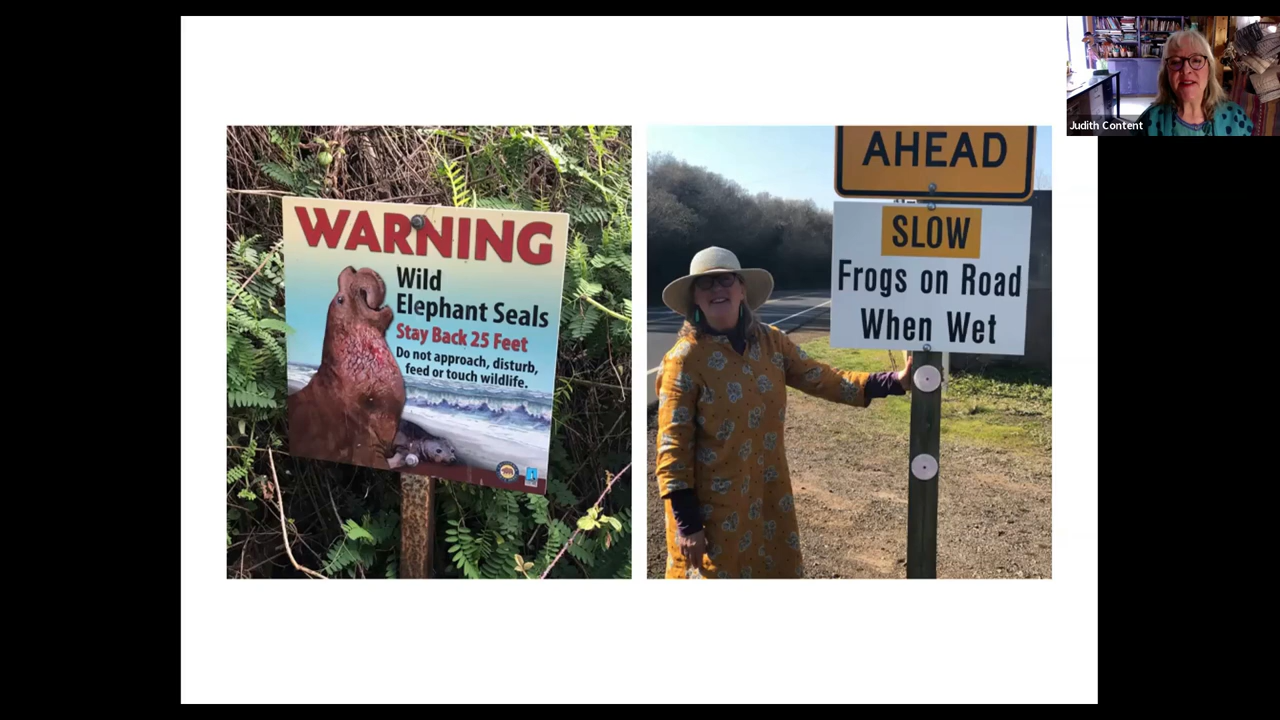 WARNING
Wild
Elephant Seals
Stay Back 25 Feet
Do not approach, disturb,
feed or touch wildlife.
AHEAD
SLOW
Frogs on Road
When Wet
Judith Content